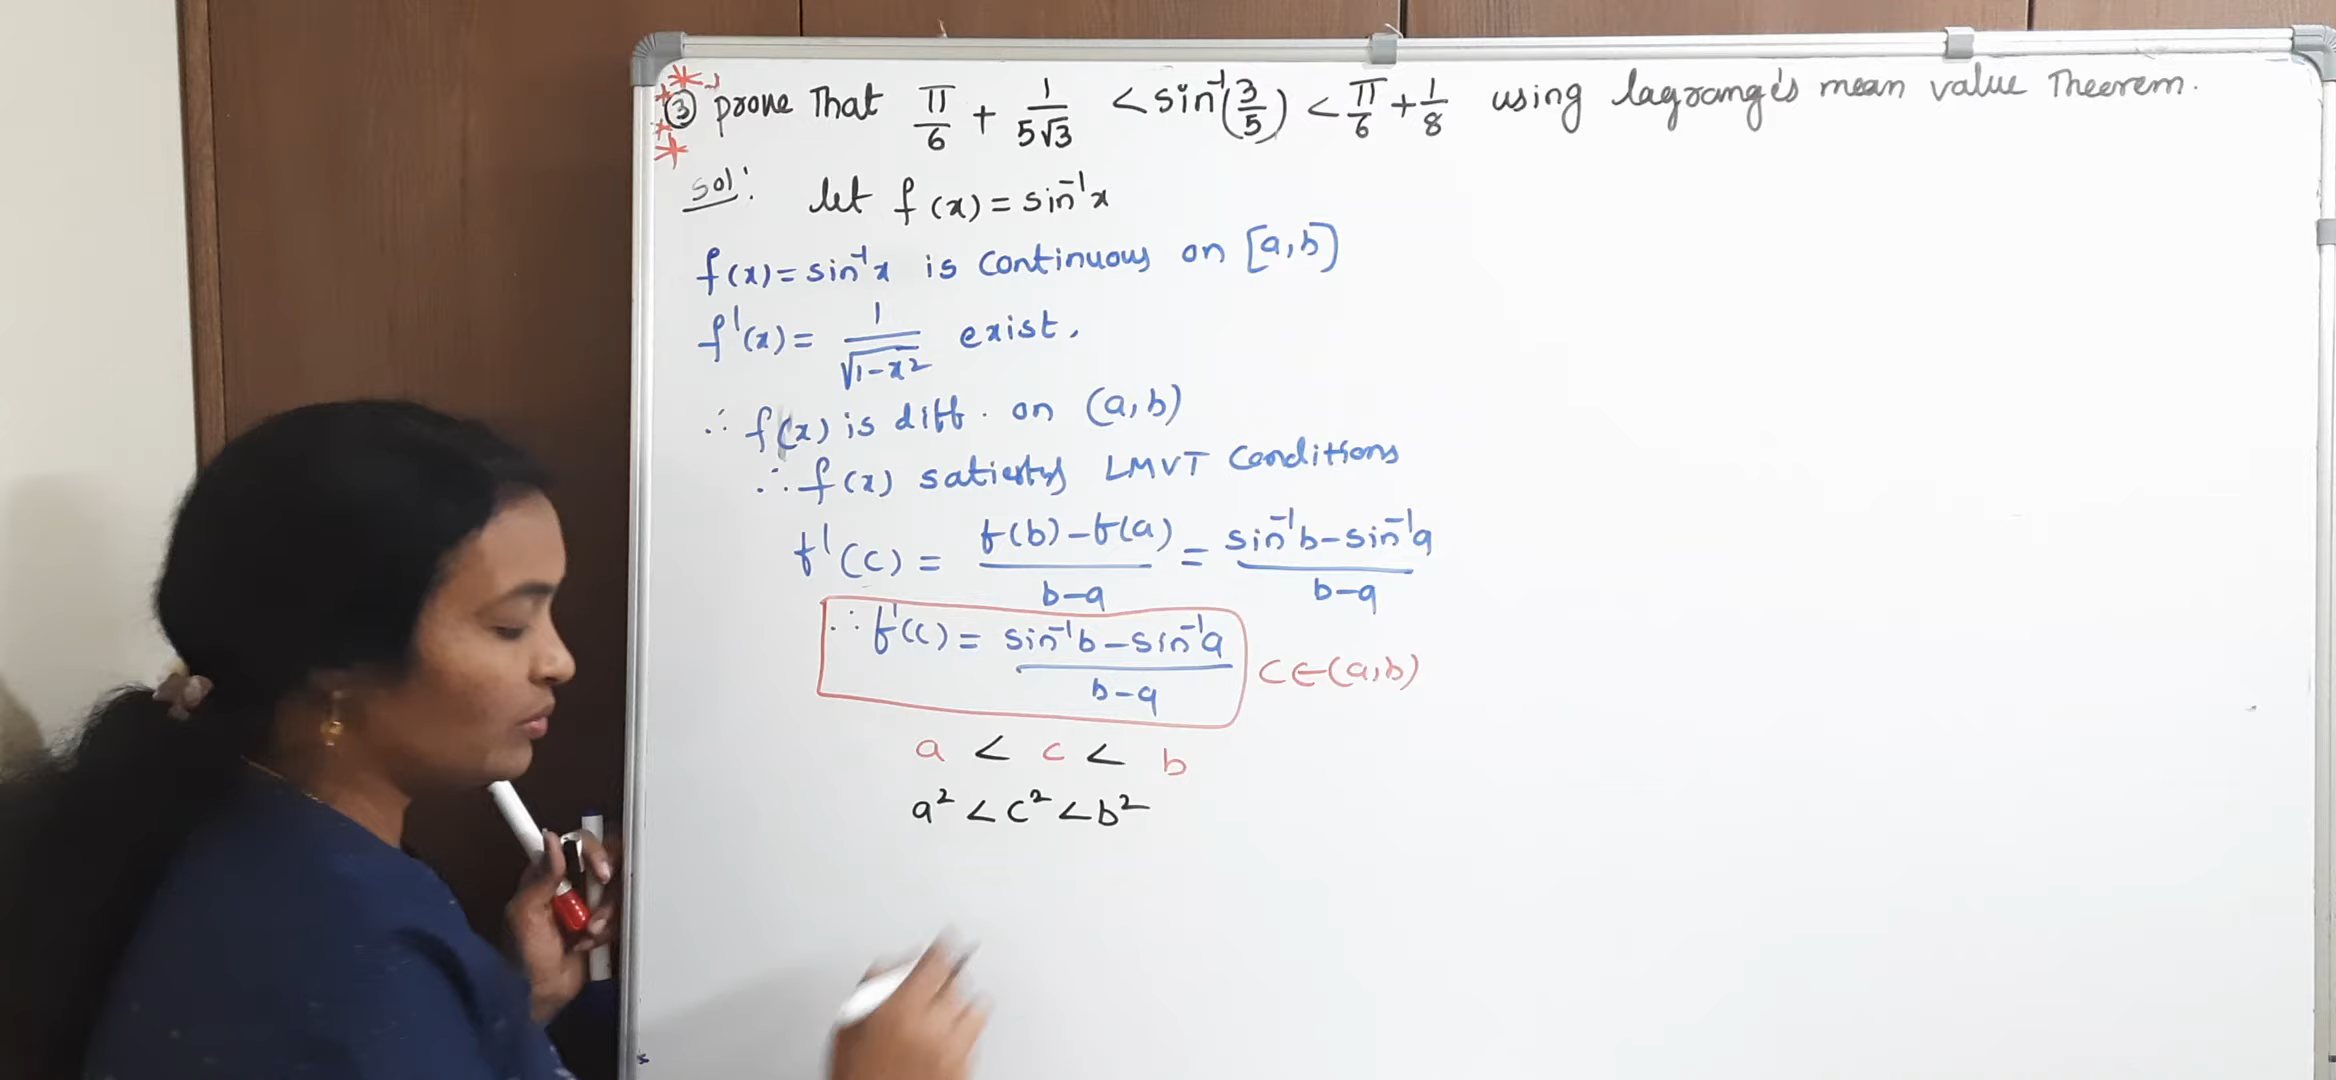 ③ prove That π/6 + 1/5√3 < sin⁻¹(3/5) < π/6 + 1/8 using lagrange's mean value Theorem.
Sol: let f(x) = sin⁻¹x
f(x) = sin⁻¹x is continuous on [a,b]
f'(x) = 1/√1-x² exist.
∴ f(x) is diff. on (a,b)
∴ f(x) LMVT Conditions
f'(c) = f(b)-f(a)/b-a = sin⁻¹b-sin⁻¹a/b-a
∴ f'(c) = sin⁻¹b-sin⁻¹a/b-a c∈(a,b)
a < c < b
a² < c² < b²